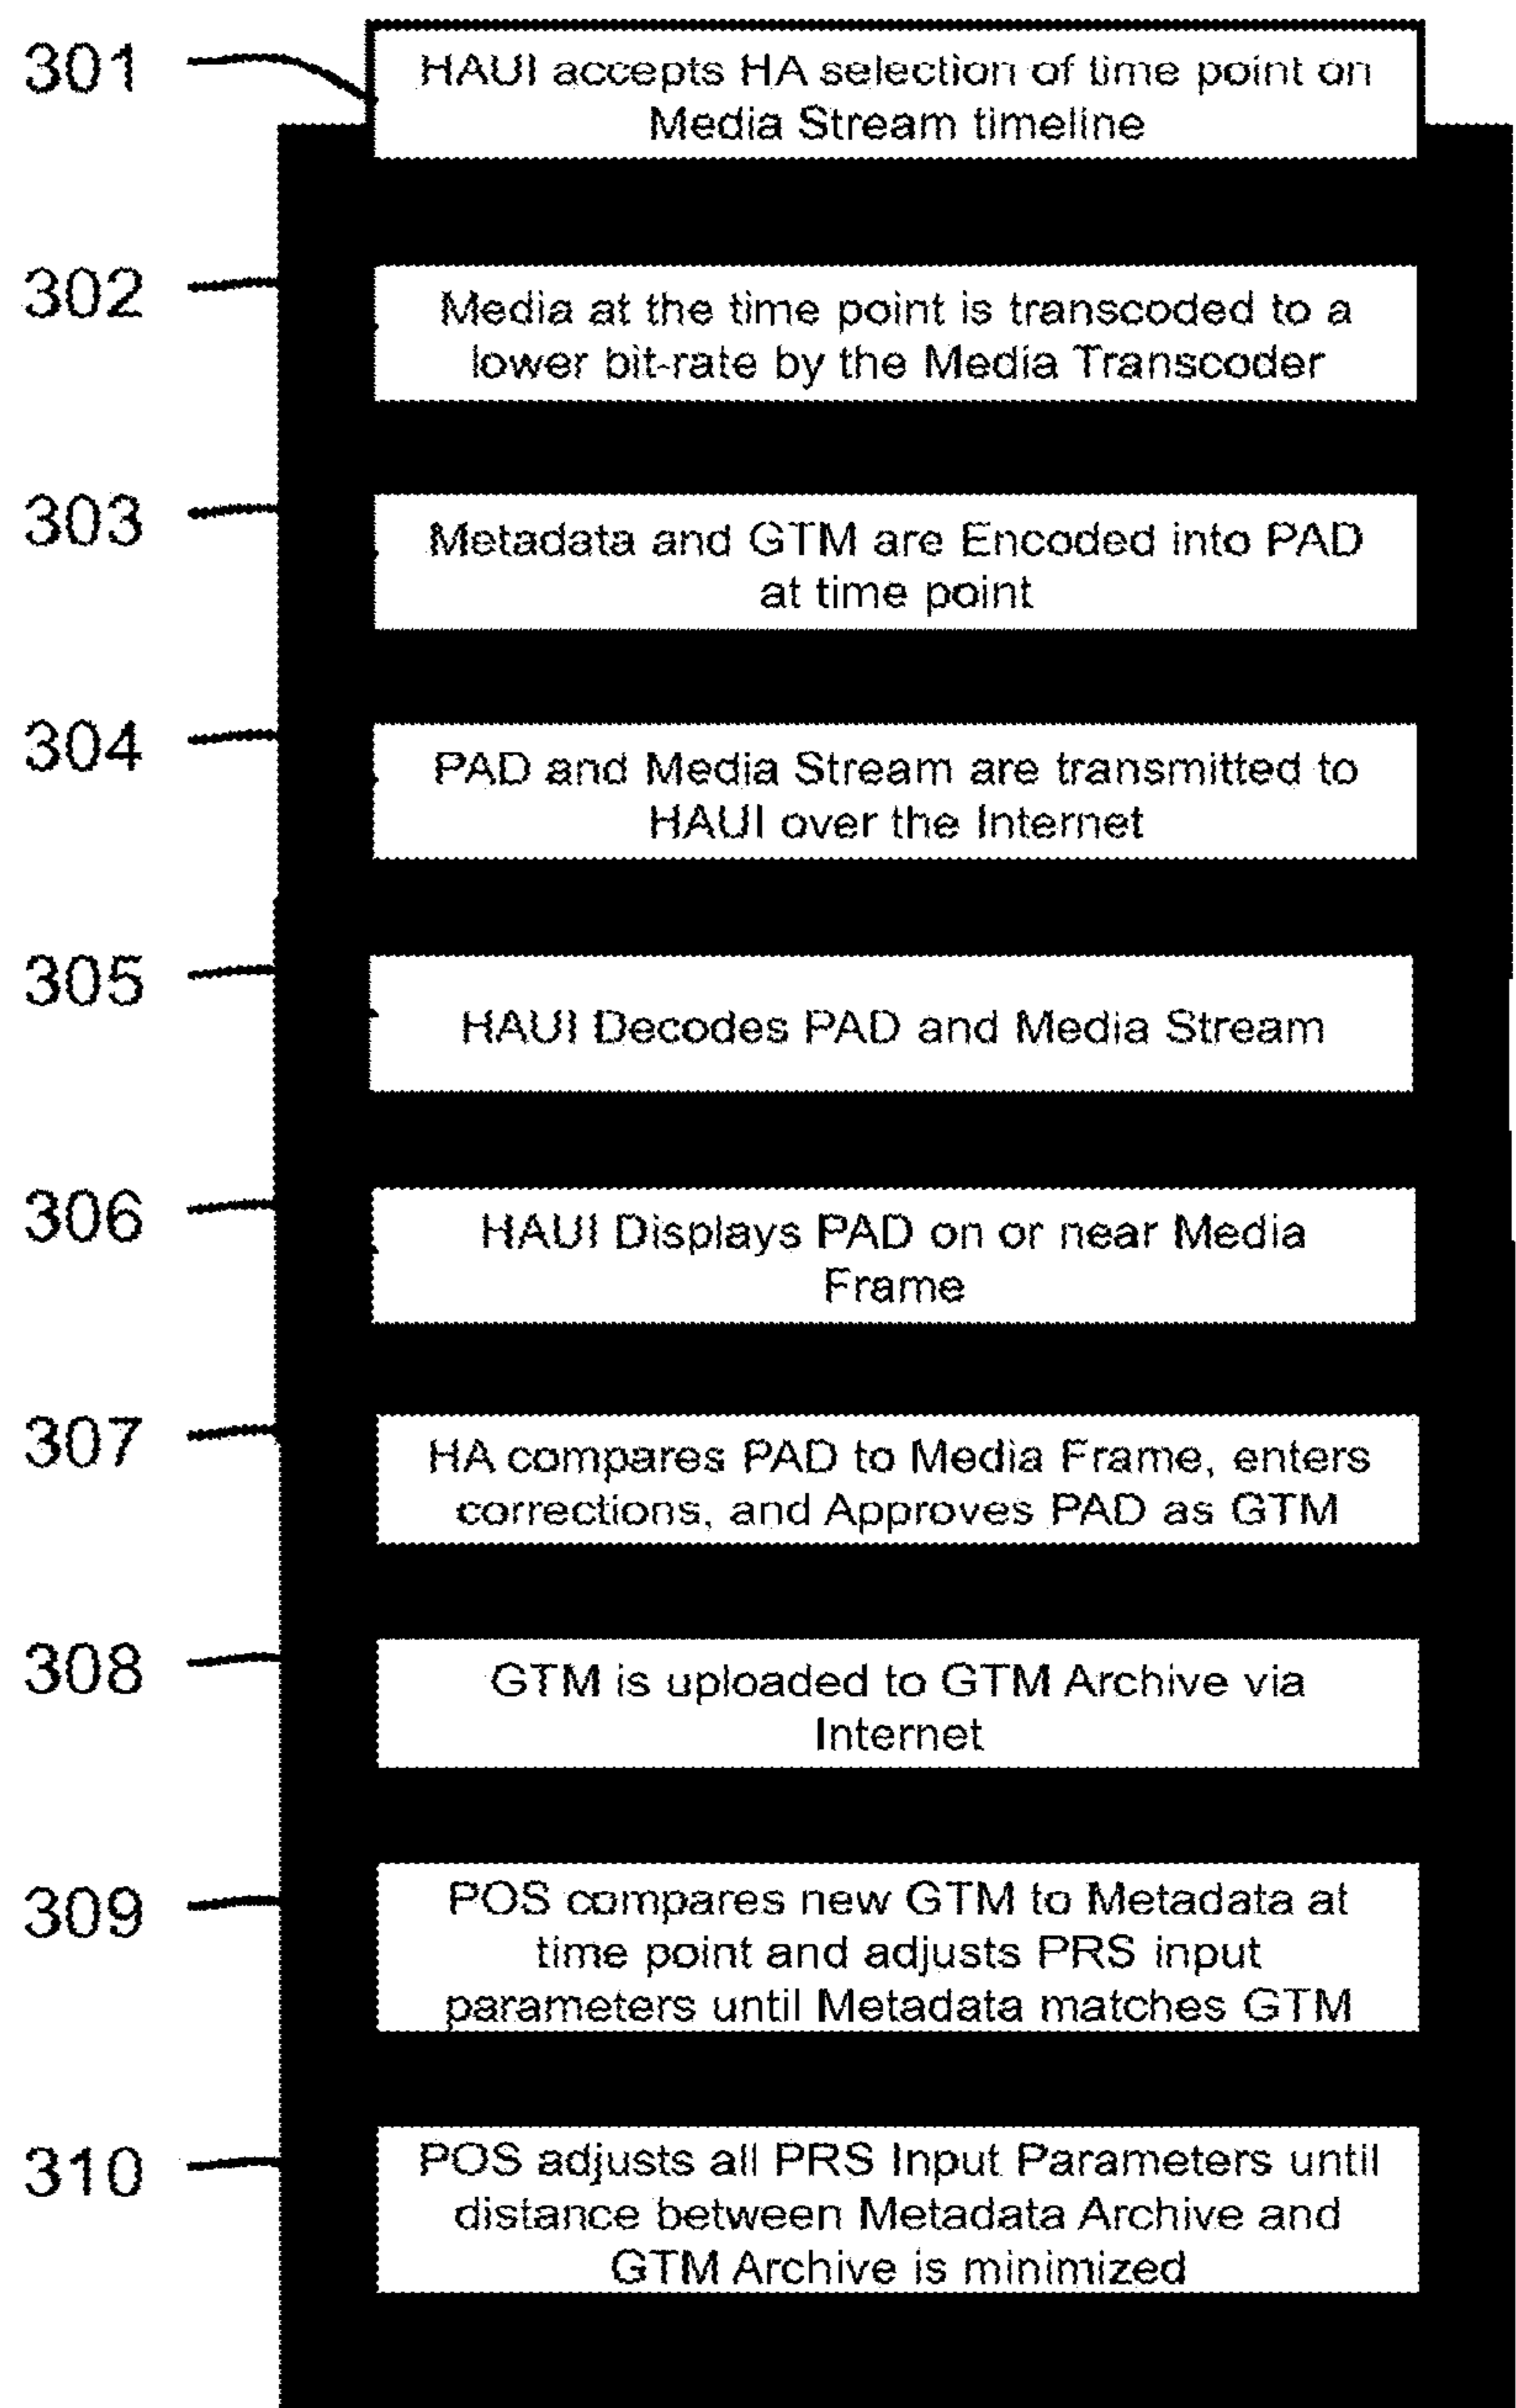 301
HAUI accepts HA selection of time point on
Media Stream timeline
302
Media at the time point is transcoded to a
lower bit-rate by the Media Transcoder
303
Metadata and GTM are Encoded into PAD
at time point
304
PAD and Media Stream are transmitted to
HAUI over the Internet
305
HAUI Decodes PAD and Media Stream
306
HAUI Displays PAD on or near Media
Frame
307
HA compares PAD to Media Frame, enters
corrections, and Approves PAD as GTM
308
GTM is uploaded to GTM Archive via
Internet
309
POS compares new GTM to Metadata at
time point and adjusts PRS input
parameters until Metadata matches GTM
310
POS adjusts all PRS Input Parameters until
distance between Metadata Archive and
GTM Archive is minimized